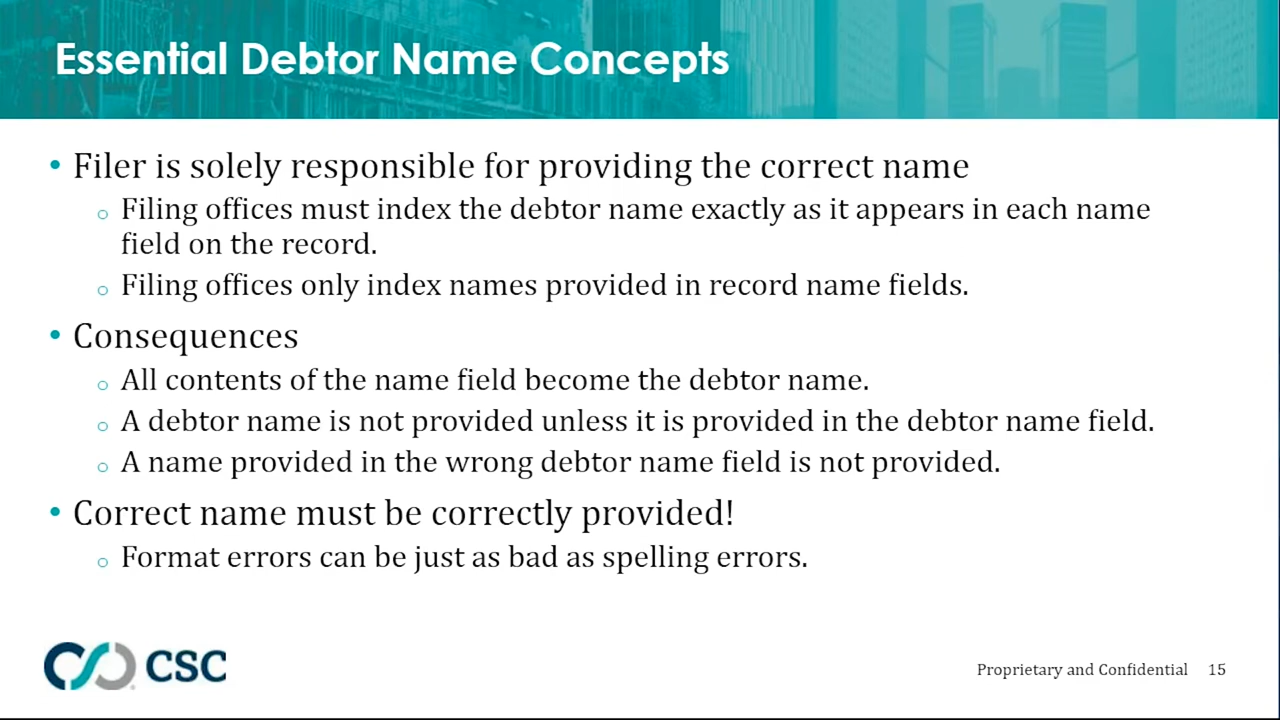 Essential Debtor Name Concepts
• Filer is solely responsible for providing the correct name
o Filing offices must index the debtor name exactly as it appears in each name
field on the record.
o Filing offices only index names provided in record name fields.
• Consequences
o All contents of the name field become the debtor name.
o A debtor name is not provided unless it is provided in the debtor name field.
o A name provided in the wrong debtor name field is not provided.
• Correct name must be correctly provided!
o Format errors can be just as bad as spelling errors.
CSC
Proprietary and Confidential 15